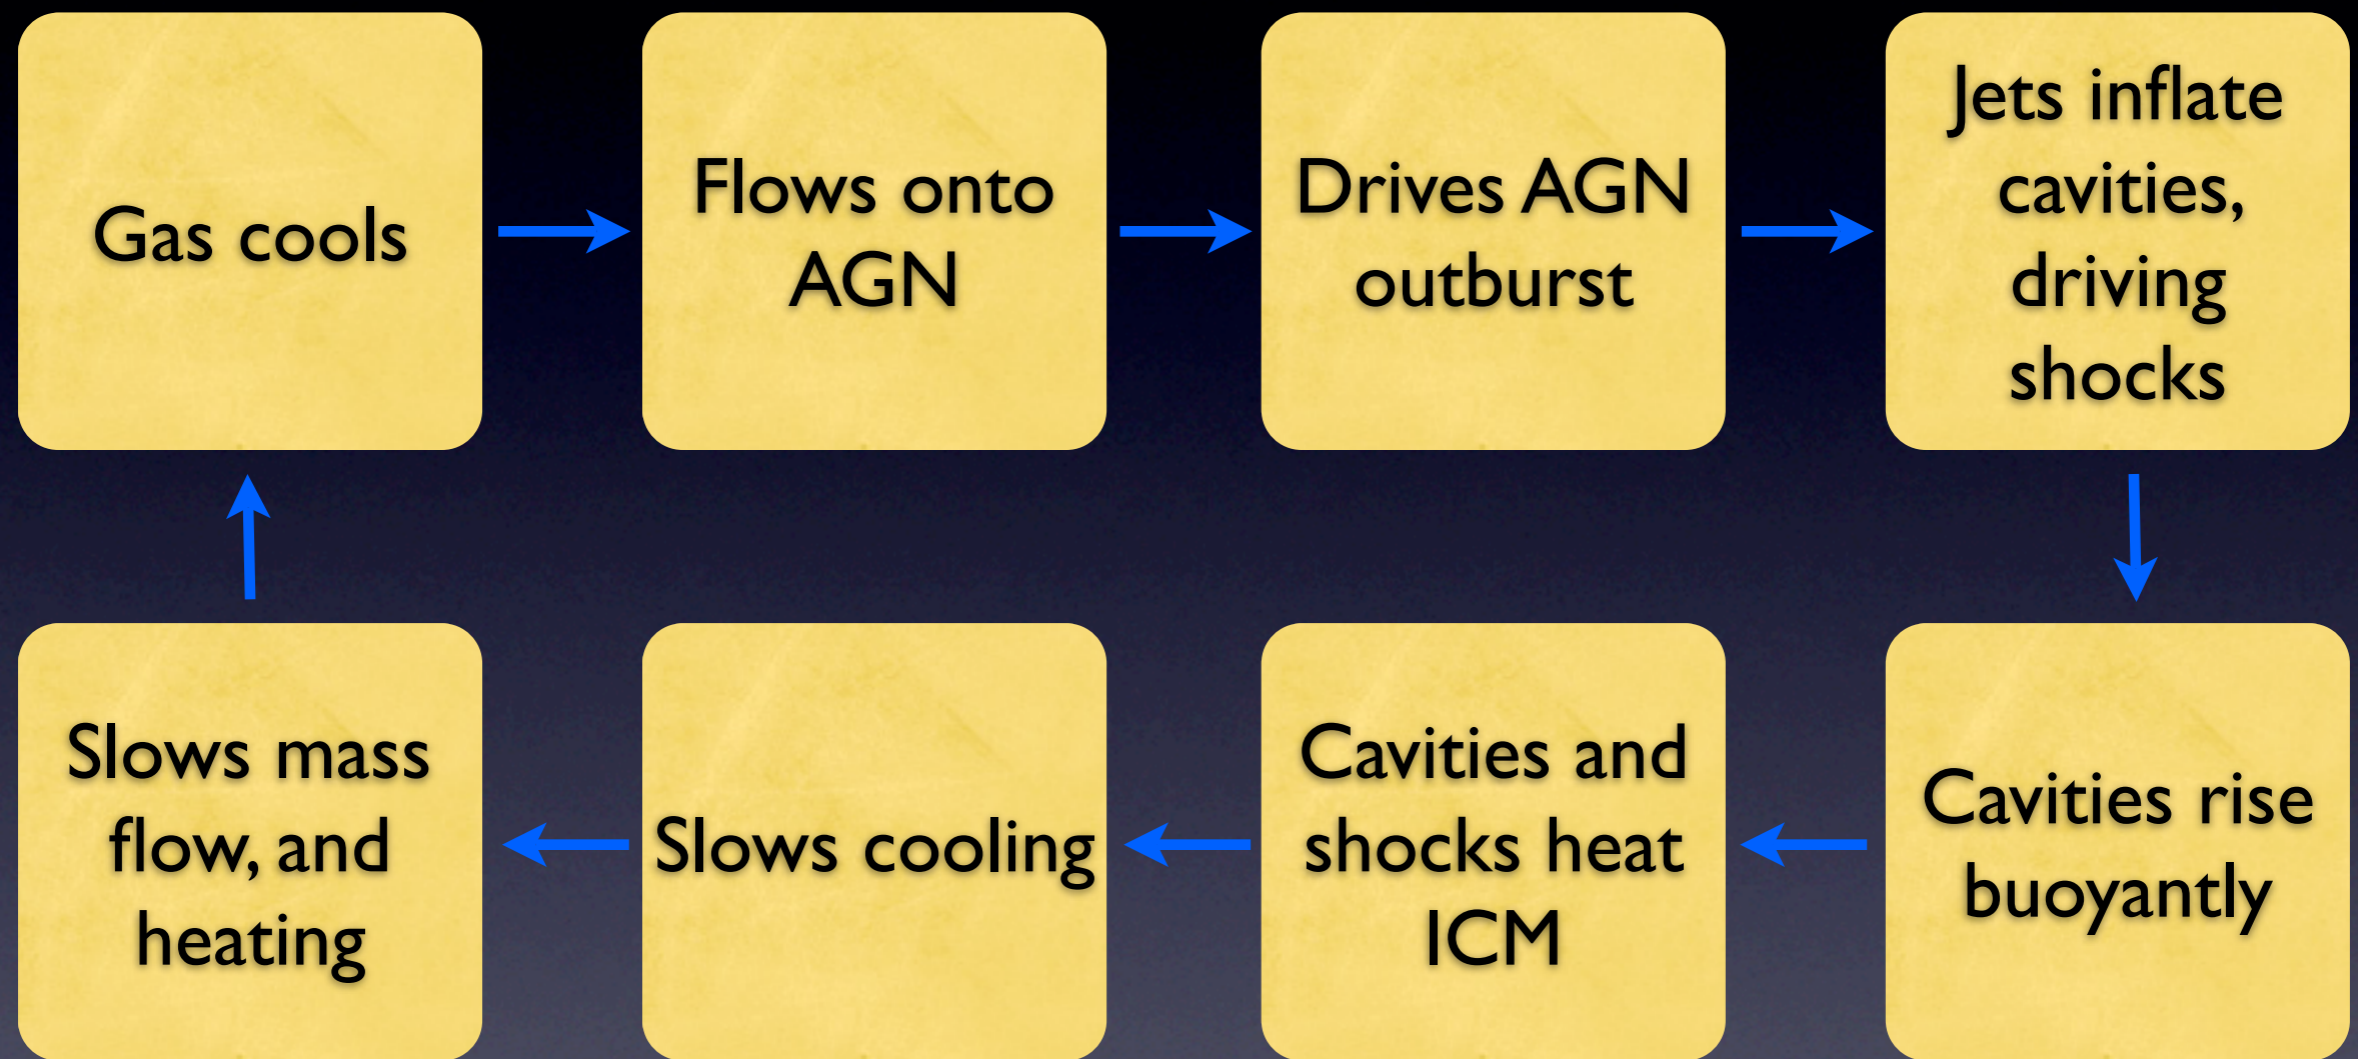 Gas cools
Flows onto
AGN
Drives AGN
outburst
Jets inflate
cavities,
driving
shocks
Cavities rise
buoyantly
Cavities and
shocks heat
ICM
Slows cooling
Slows mass
flow, and
heating